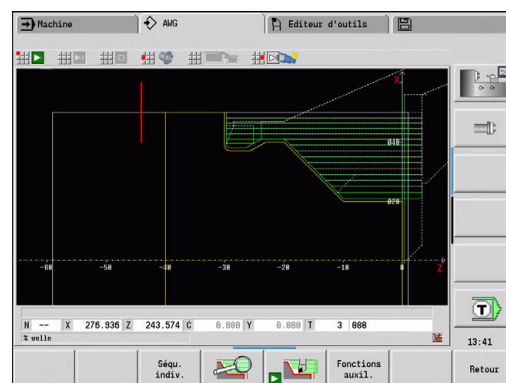 Machine
AWG
Editeur d'outils
X
ø40
ø20
-60 -50 -40 -30 -20 -10 0 Z
N -- X 276.936 Z 243.574 C 0.000 Y 0.000 T 3 000
% welle
T
13:41
Séqu. indiv.
Fonctions auxil.
Retour